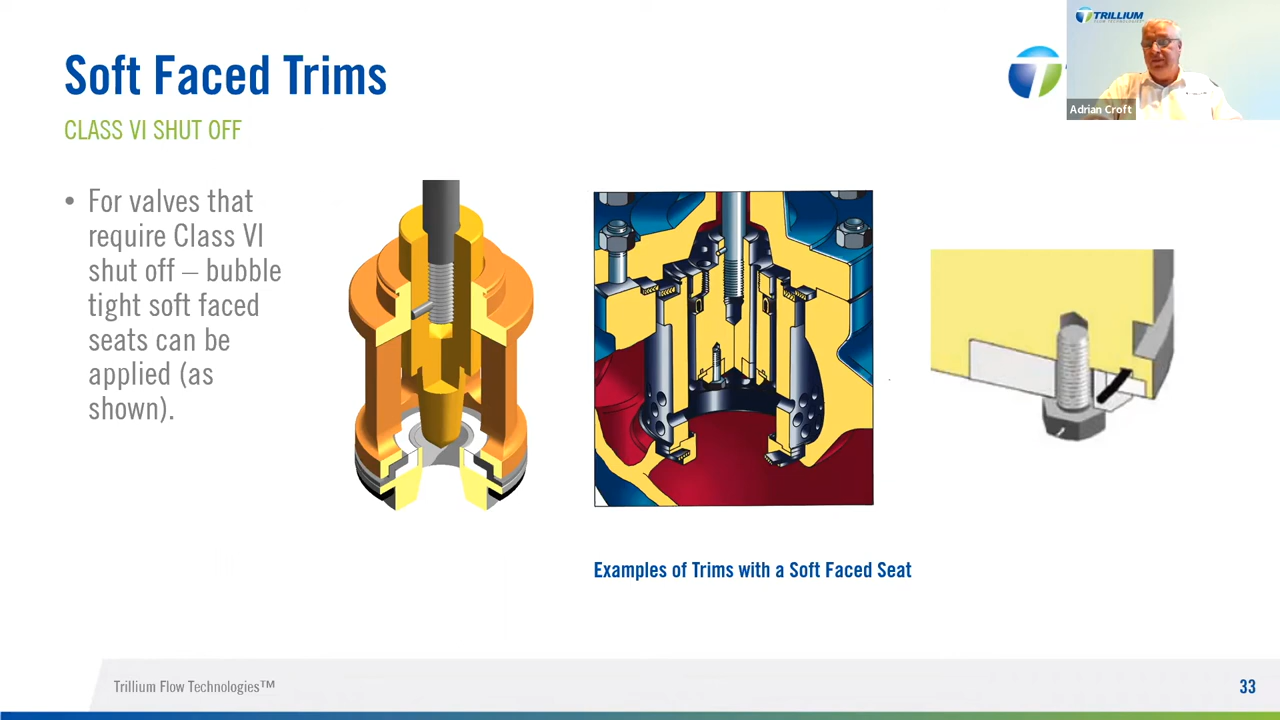 Soft Faced Trims
CLASS VI SHUT OFF
TRILLIUM
FLOW TECHNOLOGIES
Adrian Croft
• For valves that
require Class VI
shut off – bubble
tight soft faced
seats can be
applied (as
shown).
Examples of Trims with a Soft Faced Seat
Trillium Flow Technologies™
33